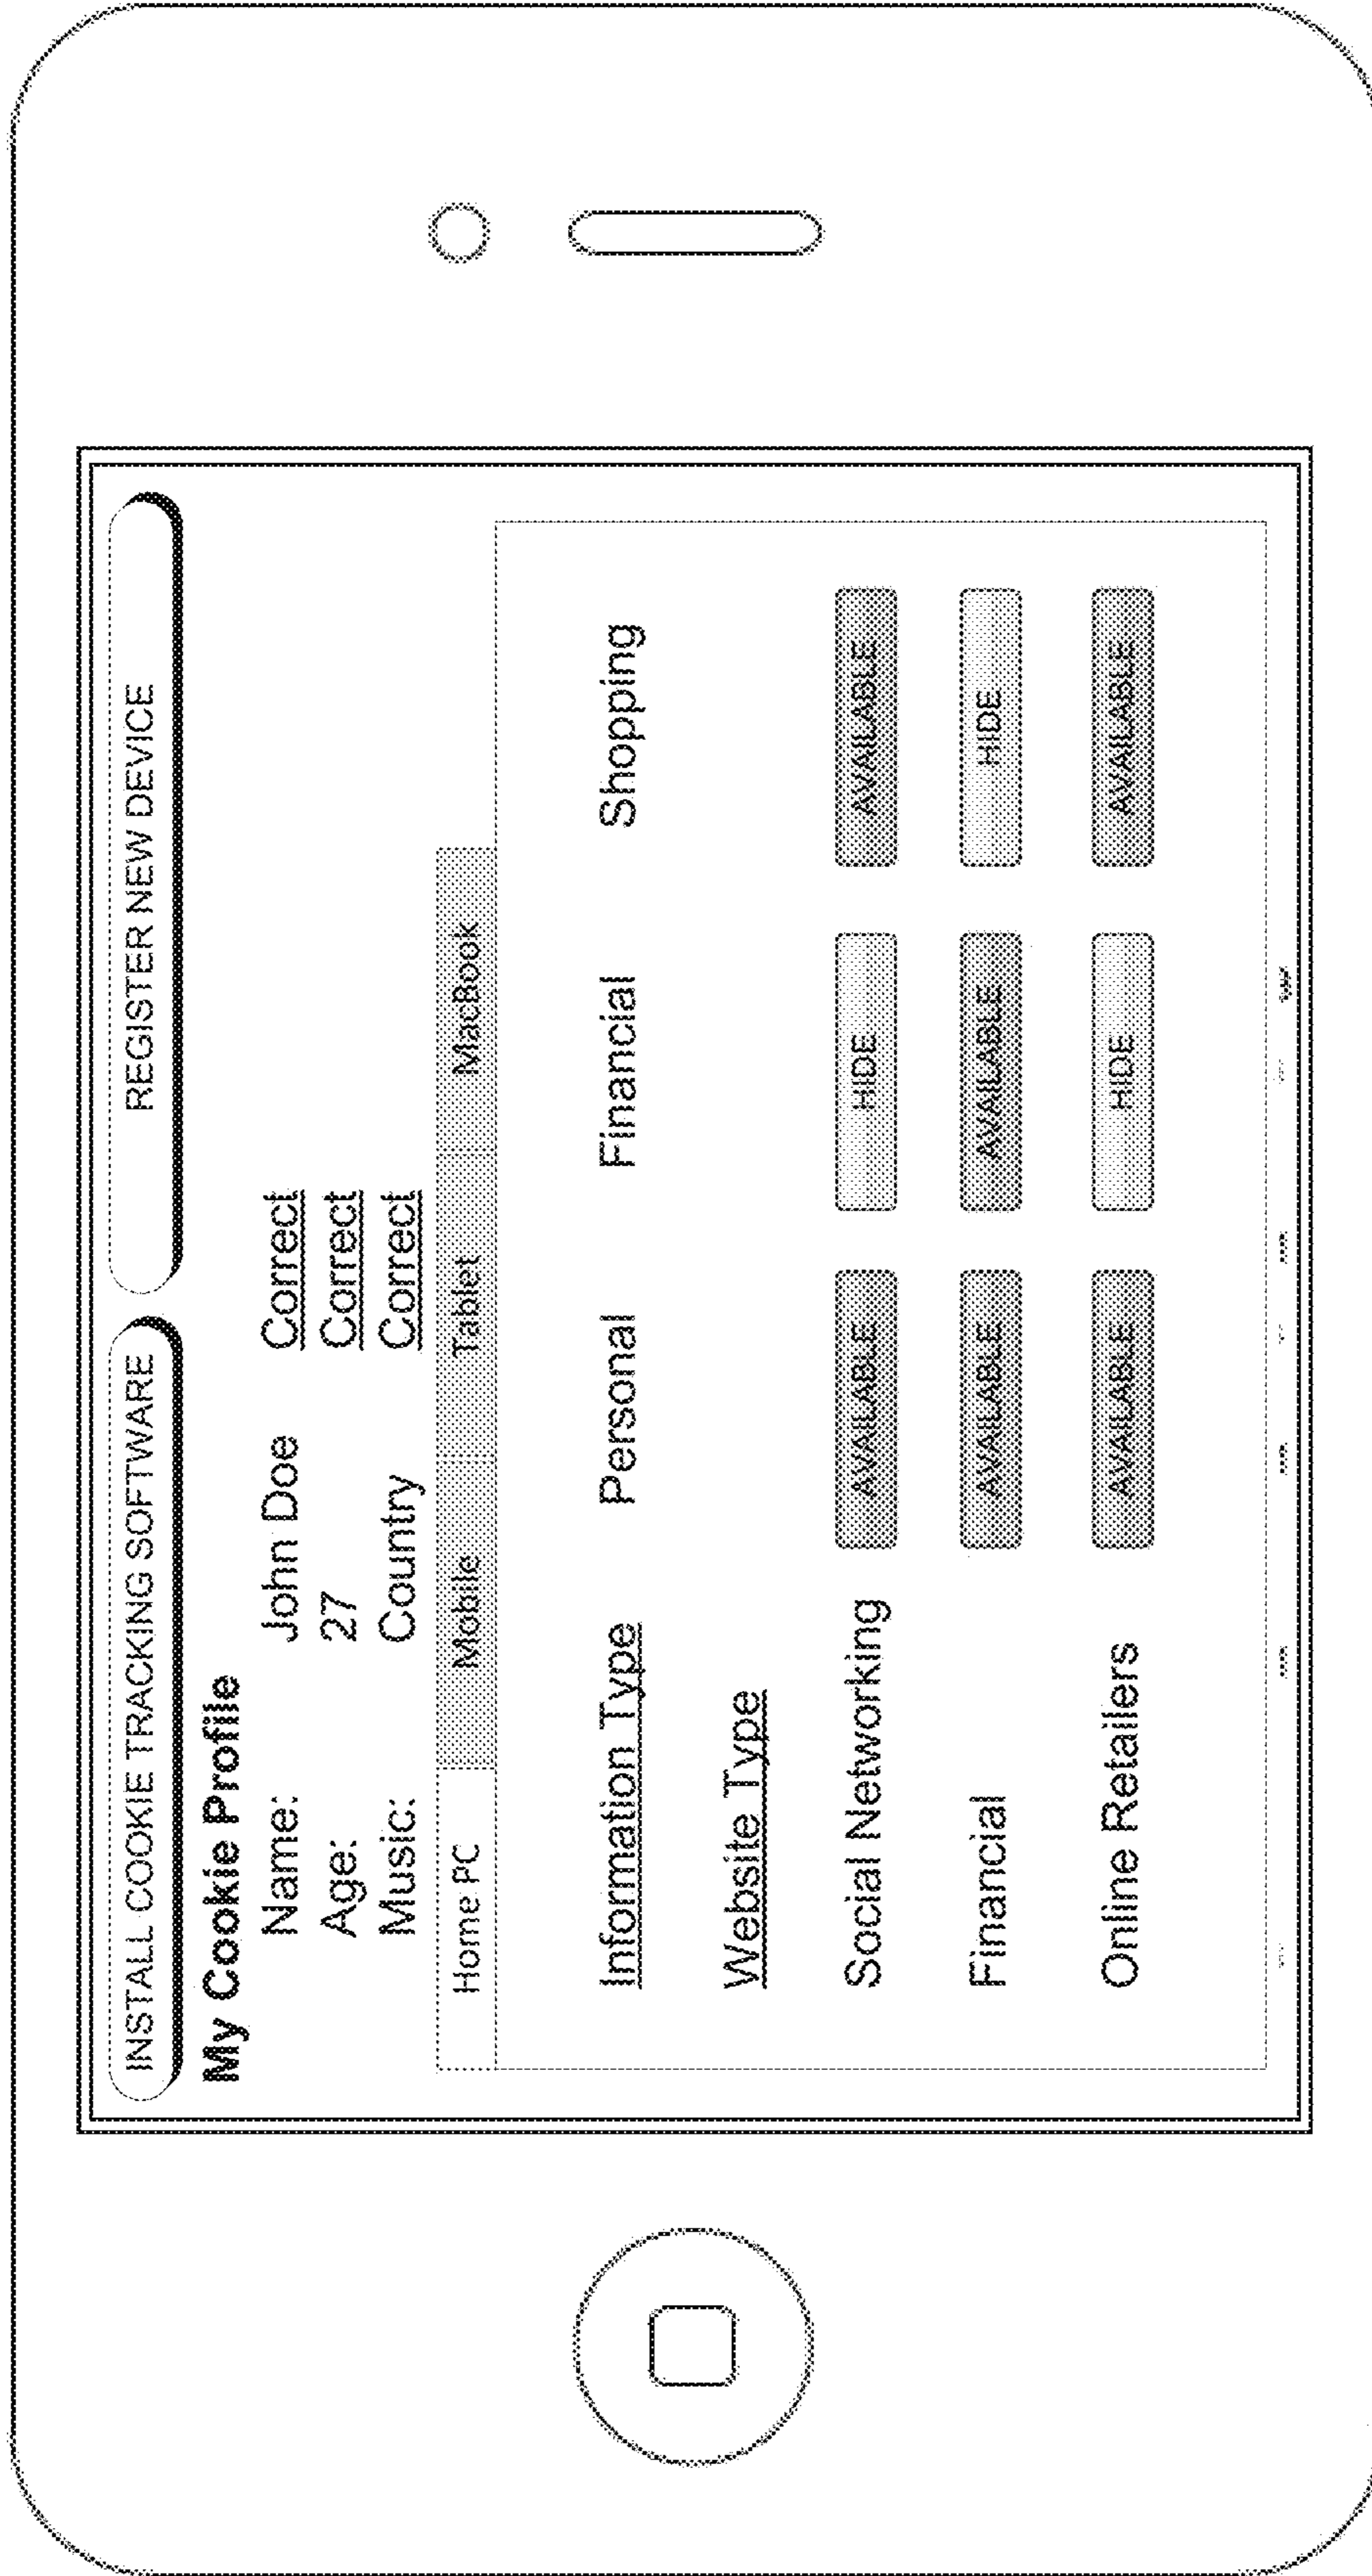 INSTALL COOKIE TRACKING SOFTWARE REGISTER NEW DEVICE
My Cookie Profile
Name: John Doe Correct
Age: 27 Correct
Music: Country Correct
Home PC Mobile Tablet MacBook
Information Type Personal Financial Shopping
Website Type
Social Networking AVAILABLE HIDE AVAILABLE
Financial AVAILABLE AVAILABLE HIDE
Online Retailers AVAILABLE HIDE AVAILABLE